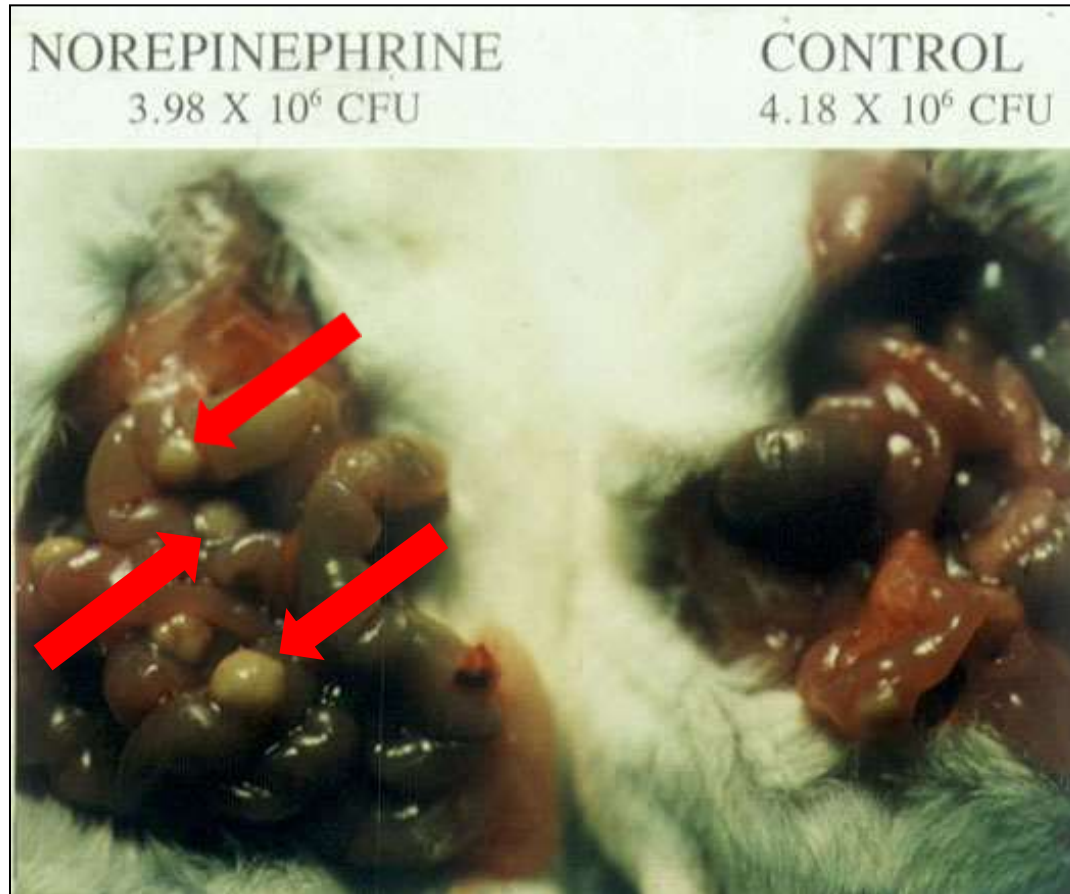 NOREPINEPHRINE
3.98 X 10⁶ CFU
CONTROL
4.18 X 10⁶ CFU